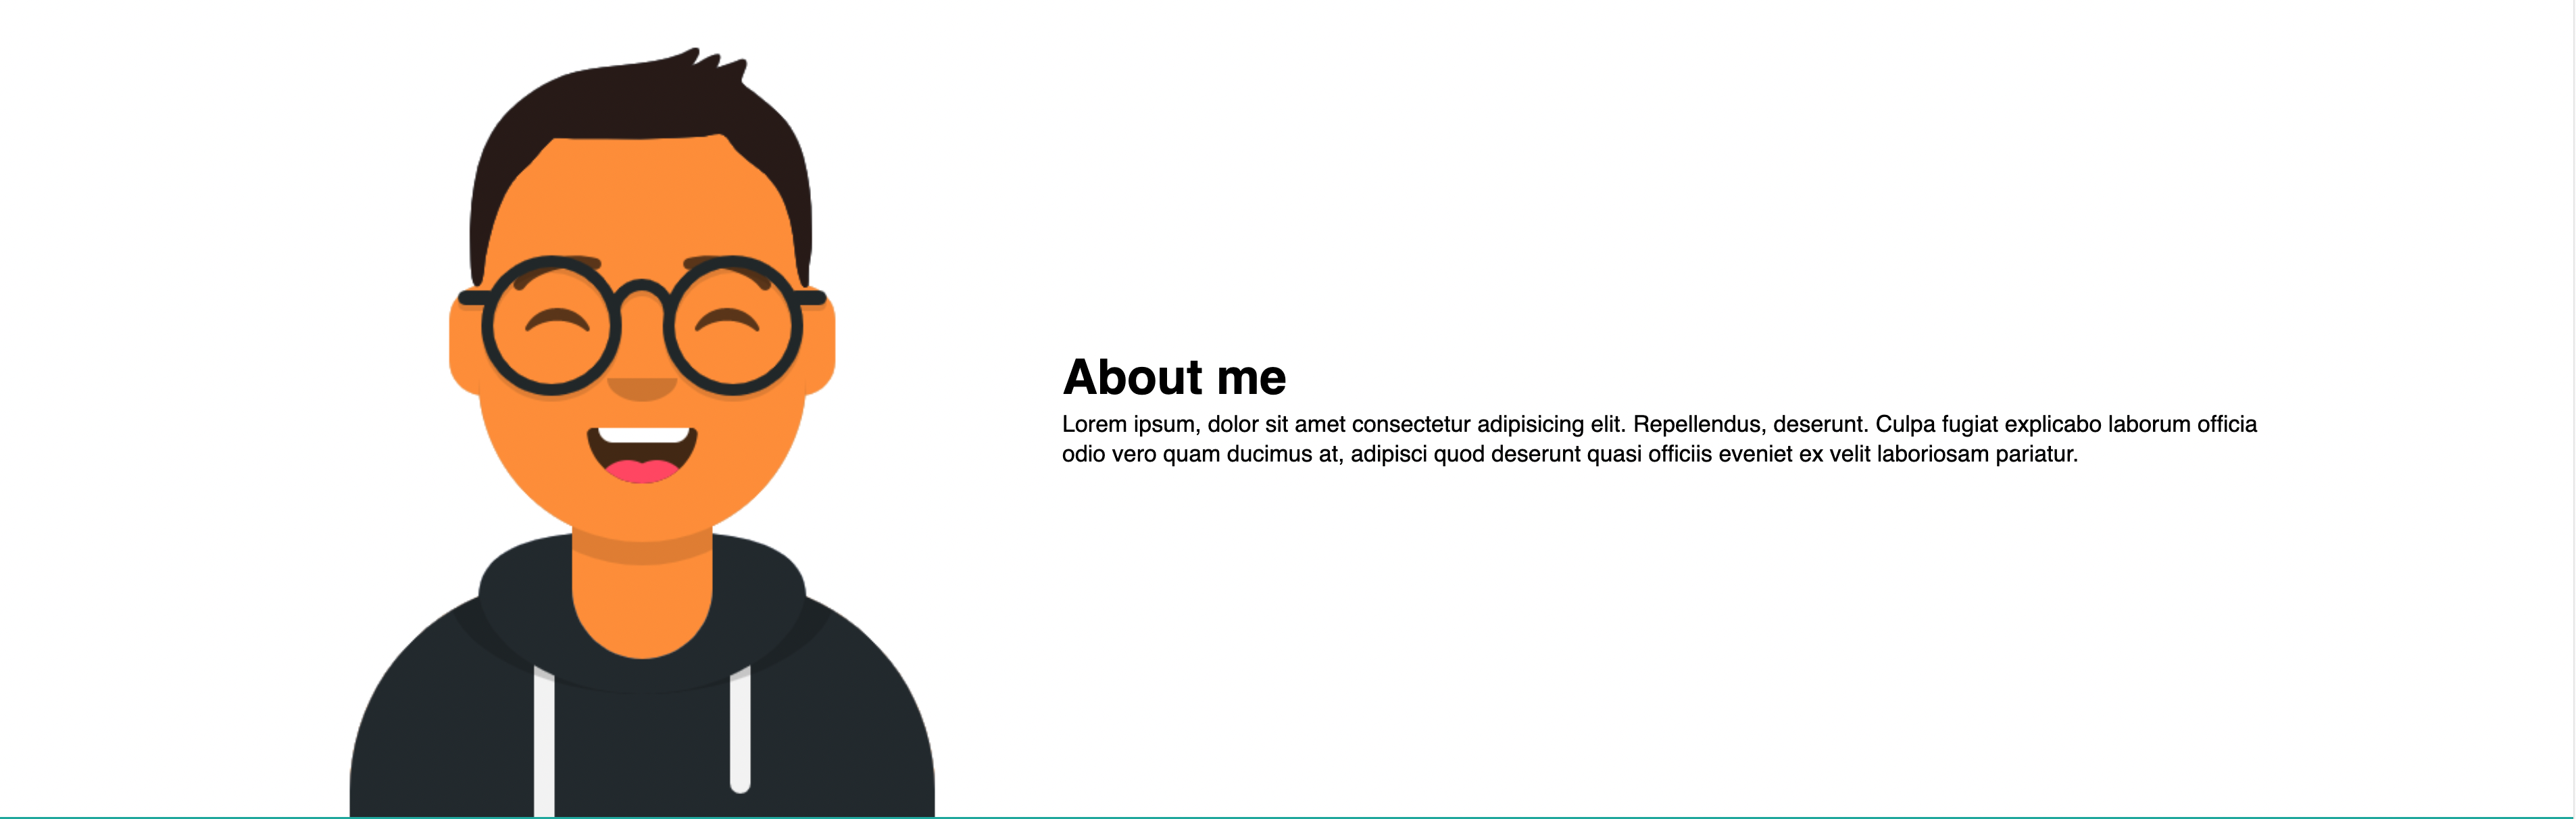 About me
Lorem ipsum, dolor sit amet consectetur adipisicing elit. Repellendus, deserunt. Culpa fugiat explicabo laborum officia
odio vero quam ducimus at, adipisci quod deserunt quasi officiis eveniet ex velit laboriosam pariatur.